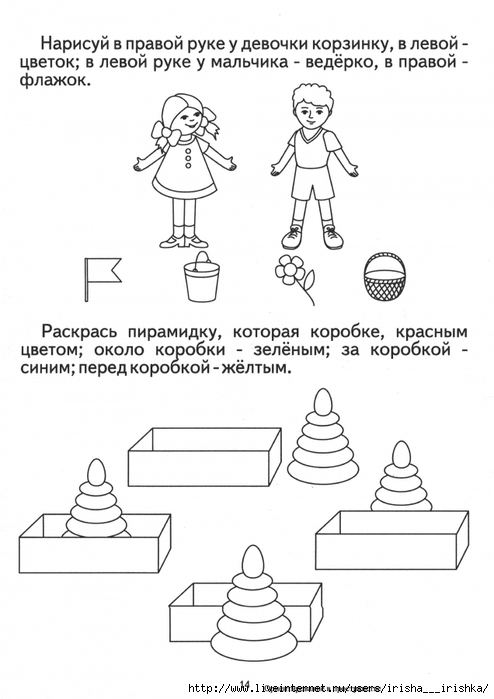 Нарисуй в правой руке у девочки корзинку, в левой -
цветок; в левой руке у мальчика - ведёрко, в правой -
флажок.
Раскрась пирамидку, которая коробке, красным
цветом; около коробки - зелёным; за коробкой -
синим; перед коробкой - жёлтым.
14
http://www.liveinternet.ru/users/irisha___irishka/